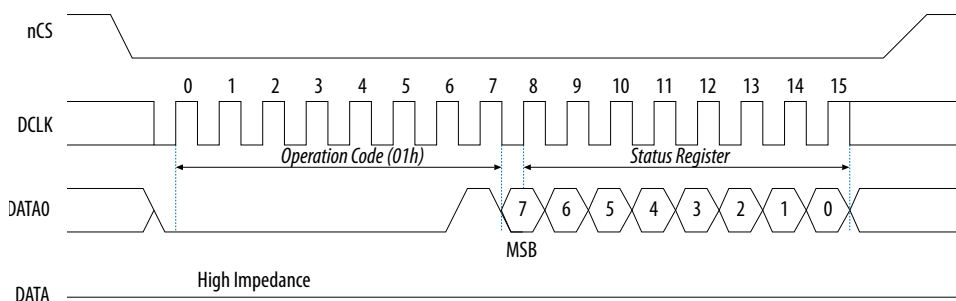 nCS
0 1 2 3 4 5 6 7 8 9 10 11 12 13 14 15
DCLK
Operation Code (01h) Status Register
DATA0 7 6 5 4 3 2 1 0
MSB
High Impedance
DATA